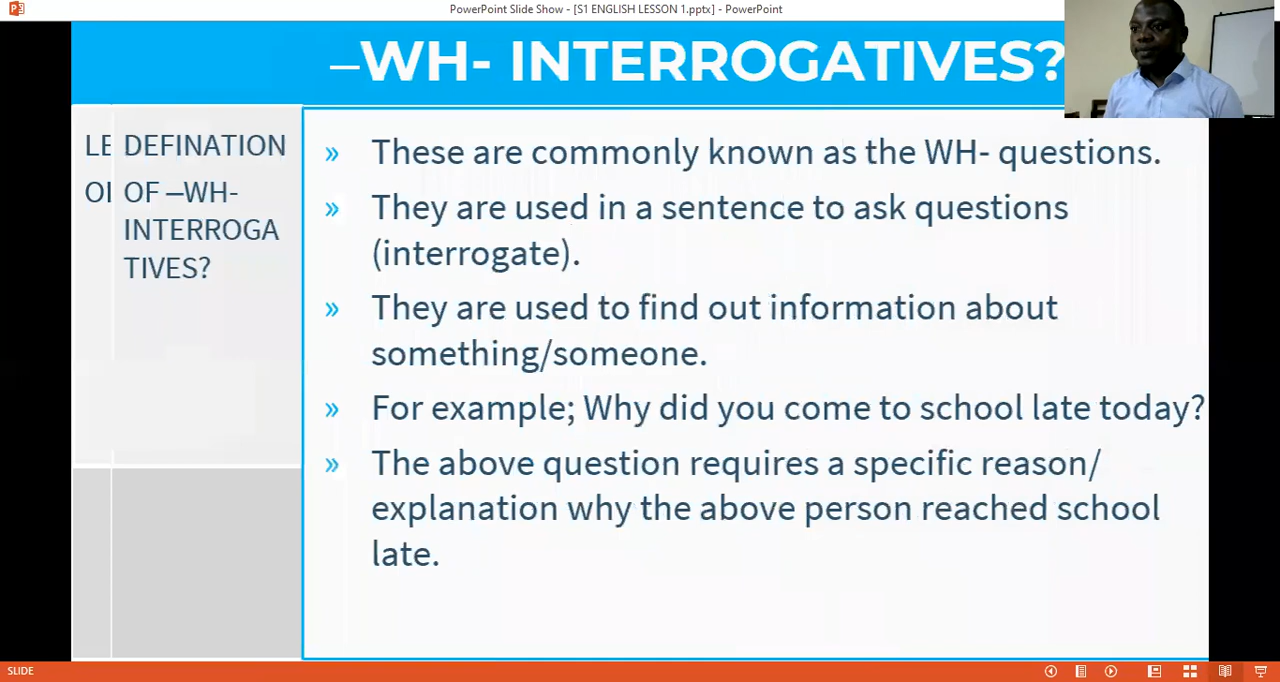 PowerPoint Slide Show - [S1 ENGLISH LESSON 1.pptx] - PowerPoint
–WH- INTERROGATIVES?
LE
OI
DEFINATION
OF –WH-
INTERROGA
TIVES?
» These are commonly known as the WH- questions.
» They are used in a sentence to ask questions
(interrogate).
» They are used to find out information about
something/someone.
» For example; Why did you come to school late today?
» The above question requires a specific reason/
explanation why the above person reached school
late.
SLIDE